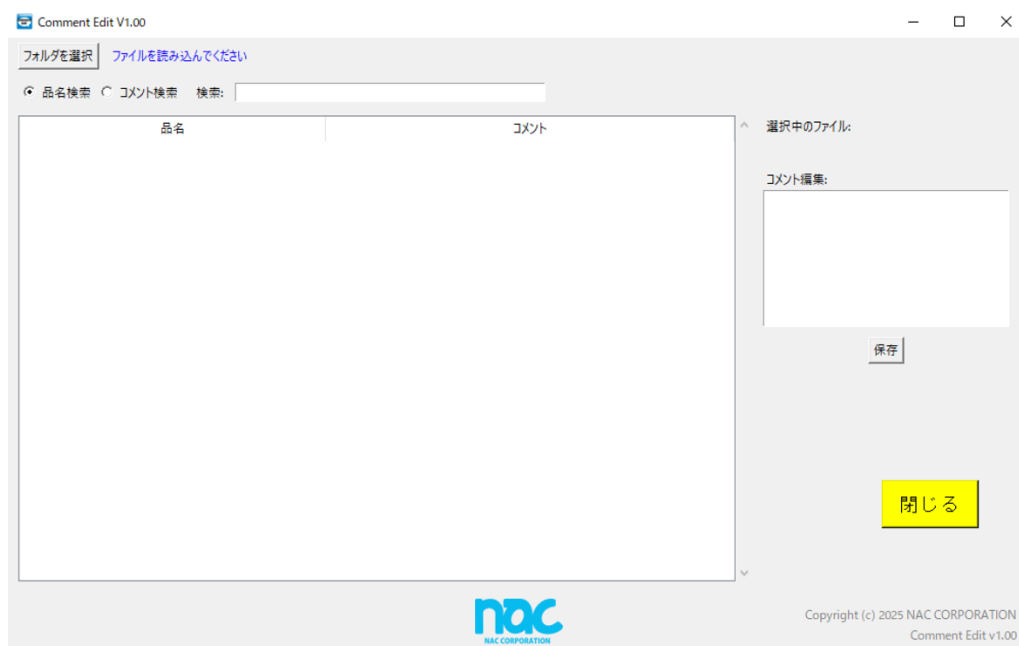 Comment Edit V1.00
フォルダを選択 ファイルを読み込んでください
品名検索 コメント検索 検索:
品名 コメント
選択中のファイル:
コメント編集:
保存
閉じる
nac
NAC CORPORATION
Copyright (c) 2025 NAC CORPORATION
Comment Edit v1.00